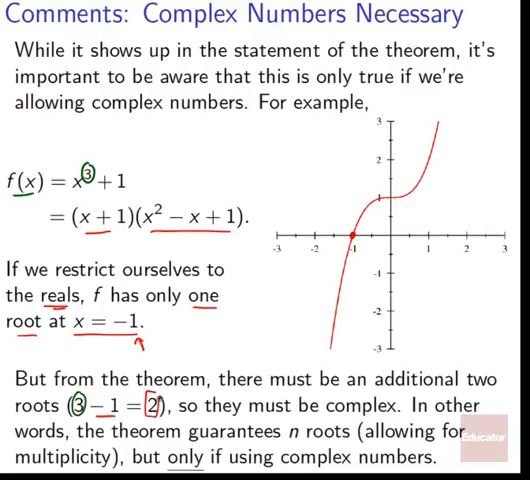 Comments: Complex Numbers Necessary
While it shows up in the statement of the theorem, it's
important to be aware that this is only true if we're
allowing complex numbers. For example,
f(x) = x³ + 1
= (x + 1)(x² − x + 1).
If we restrict ourselves to
the reals, f has only one
root at x = −1.
3
2
-3 -2 -1 1 2 3
-1
-2
-3
But from the theorem, there must be an additional two
roots (3 − 1 = 2), so they must be complex. In other
words, the theorem guarantees n roots (allowing for
multiplicity), but only if using complex numbers.
Educator